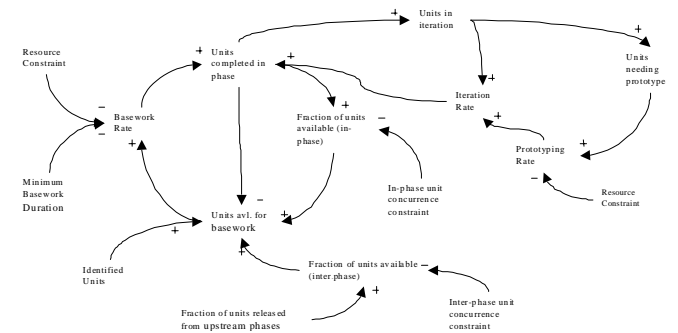 Units in
iteration
Resource
Constraint
Units
completed in
phase
Units
needing
prototype
Basework
Rate
Fraction of units
available (in-
phase)
Iteration
Rate
Prototyping
Rate
Minimum
Basework
Duration
In-phase unit
concurrence
constraint
Resource
Constraint
Units avl. for
basework
Identified
Units
Fraction of units available
(inter.phase)
Fraction of units released
from upstream phases
Inter-phase unit
concurrence
constraint